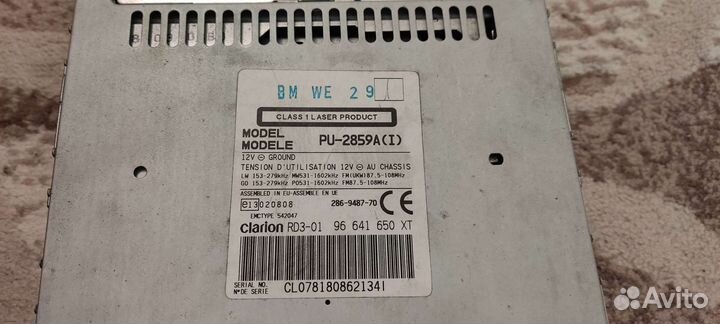 BM WE 29
CLASS 1 LASER PRODUCT
MODEL
MODELE PU-2859A(I)
12V ⊖ GROUND
TENSION D'UTILISATION 12V ⊖ AU CHASSIS
LW 153-279kHz MW531-1602kHz FM(UKW)87.5-108MHz
GO 153-279kHz PO531-1602kHz FM87.5-108MHz
ASSEMBLED IN EU-ASSEMBLE EN UE
e13 020808 286-9487-70 CE
EMCTYPE 542047
clarion RD3-01 96 641 650 XT
SERIAL NO.
N° DE SERIE CL078180862134I
Avito